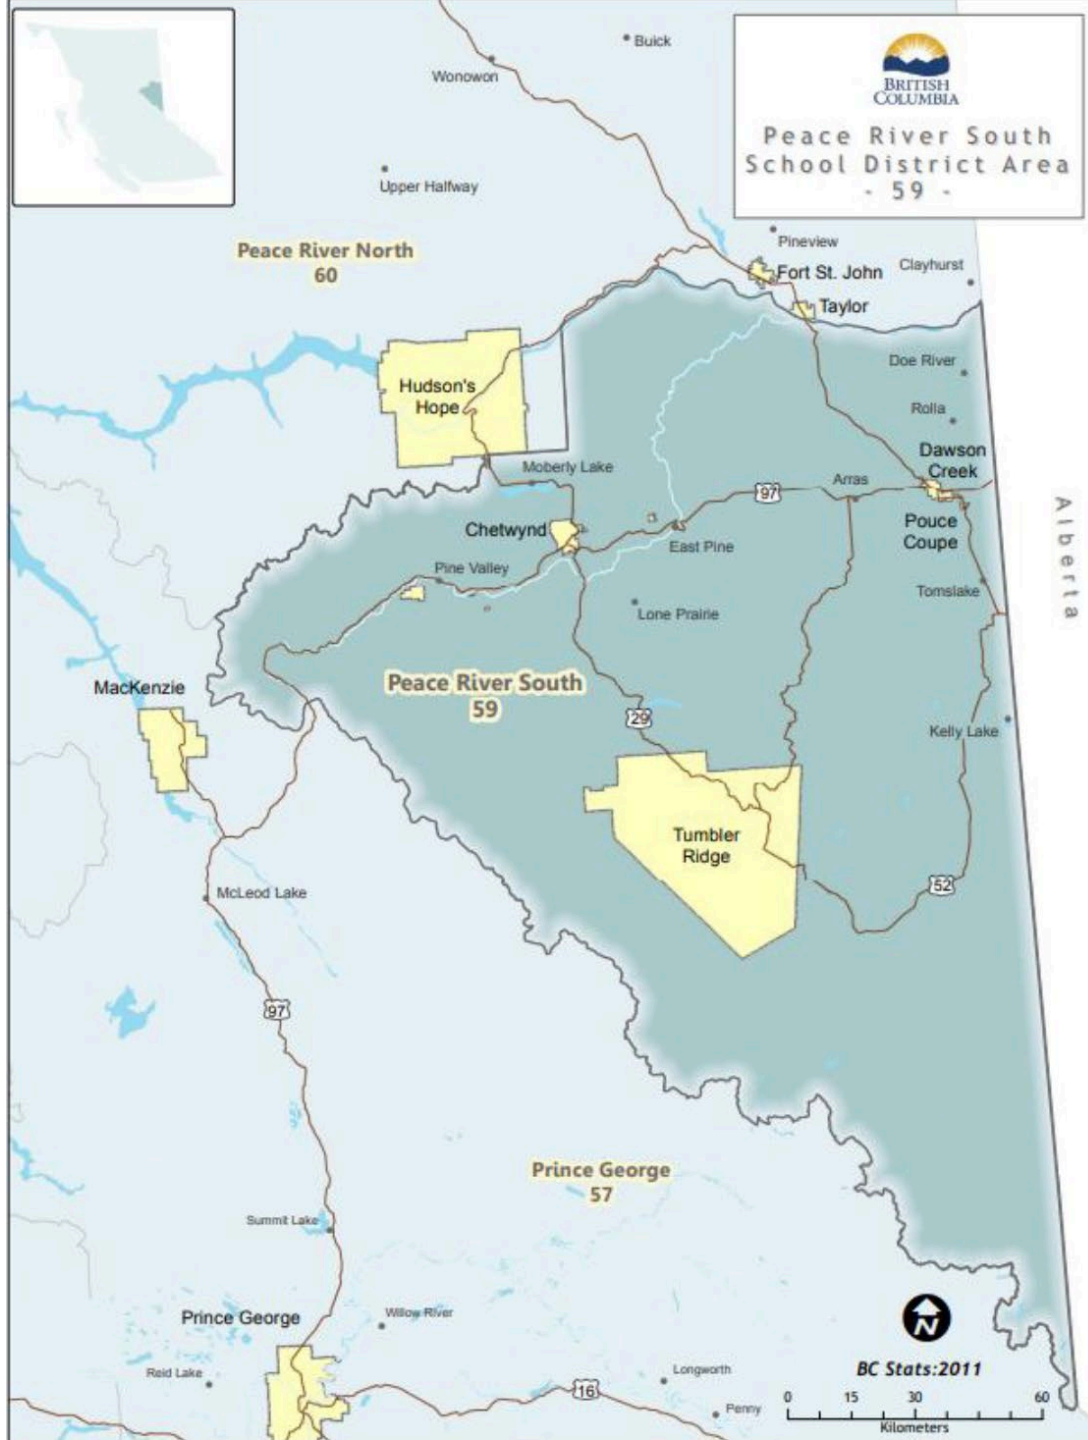 BRITISH
COLUMBIA
Peace River South
School District Area
- 59 -
Buick
Wonowon
Upper Halfway
Peace River North
60
Pineview
Fort St. John
Clayhurst
Taylor
Doe River
Hudson's
Hope
Rolla
Dawson
Creek
Moberly Lake
Arras
97
Chetwynd
Pouce
Coupe
East Pine
Pine Valley
Tomslake
Lone Prairie
Alberta
Peace River South
59
MacKenzie
29
Kelly Lake
Tumbler
Ridge
52
McLeod Lake
97
Prince George
57
Summit Lake
Prince George
Willow River
Reid Lake
Longworth
16
Penny
N
BC Stats:2011
0 15 30 60
Kilometers